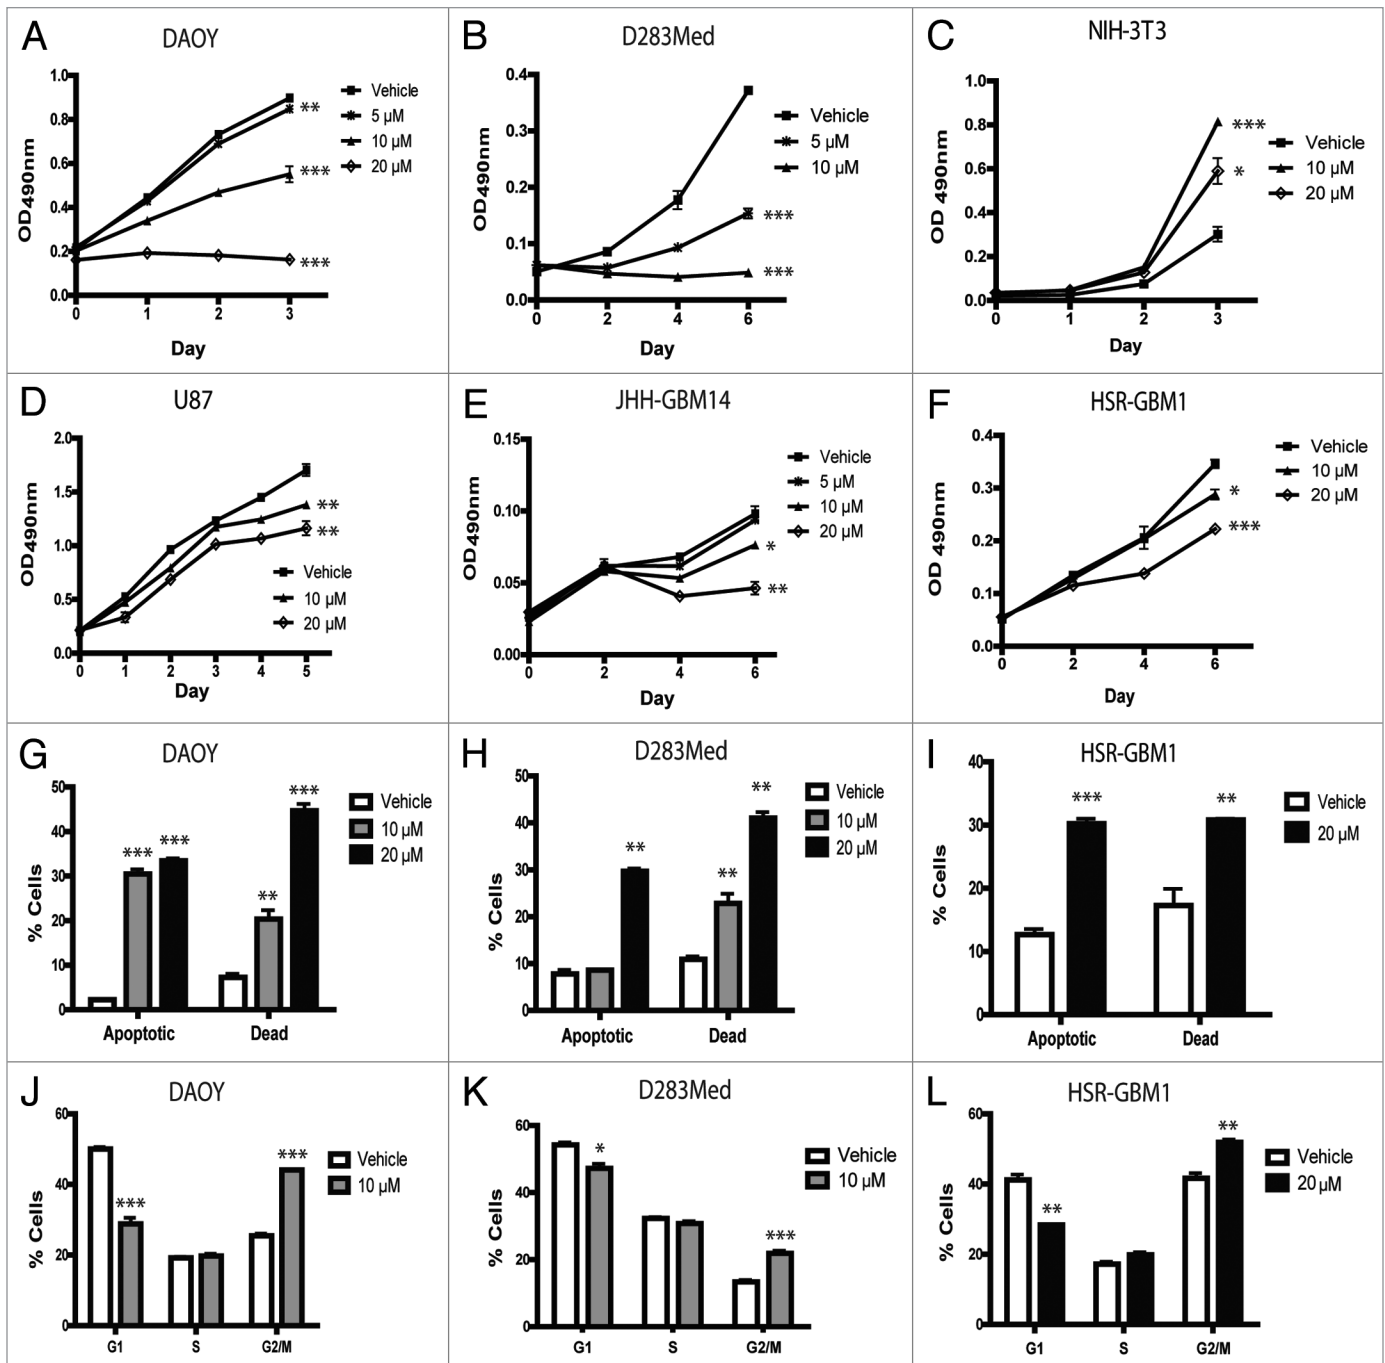 A
DAOY
OD490nm
1.0
0.8
0.6
0.4
0.2
0.0
0 1 2 3
Day
Vehicle
5 µM
10 µM
20 µM
**
***
***
B
D283Med
OD490nm
0.4
0.3
0.2
0.1
0.0
0 2 4 6
Day
Vehicle
5 µM
10 µM
***
***
C
NIH-3T3
OD 490nm
1.0
0.8
0.6
0.4
0.2
0.0
0 1 2 3
Day
***
*
Vehicle
10 µM
20 µM
D
U87
OD490nm
2.0
1.5
1.0
0.5
0.0
0 1 2 3 4 5
Day
**
**
Vehicle
10 µM
20 µM
E
JHH-GBM14
OD490nm
0.15
0.10
0.05
0.00
0 2 4 6
Day
Vehicle
5 µM
10 µM
20 µM
*
**
F
HSR-GBM1
OD 490nm
0.4
0.3
0.2
0.1
0.0
0 2 4 6
Day
Vehicle
10 µM
20 µM
*
***
G
DAOY
% Cells
50
40
30
20
10
0
*** *** ** ***
Apoptotic Dead
Vehicle
10 µM
20 µM
H
D283Med
% Cells
50
40
30
20
10
0
** ** **
Apoptotic Dead
Vehicle
10 µM
20 µM
I
HSR-GBM1
% Cells
40
30
20
10
0
*** **
Apoptotic Dead
Vehicle
20 µM
J
DAOY
% Cells
60
40
20
0
*** ***
G1 S G2/M
Vehicle
10 µM
K
D283Med
% Cells
60
40
20
0
* ***
G1 S G2/M
Vehicle
10 µM
L
HSR-GBM1
% Cells
60
40
20
0
** **
G1 S G2/M
Vehicle
20 µM